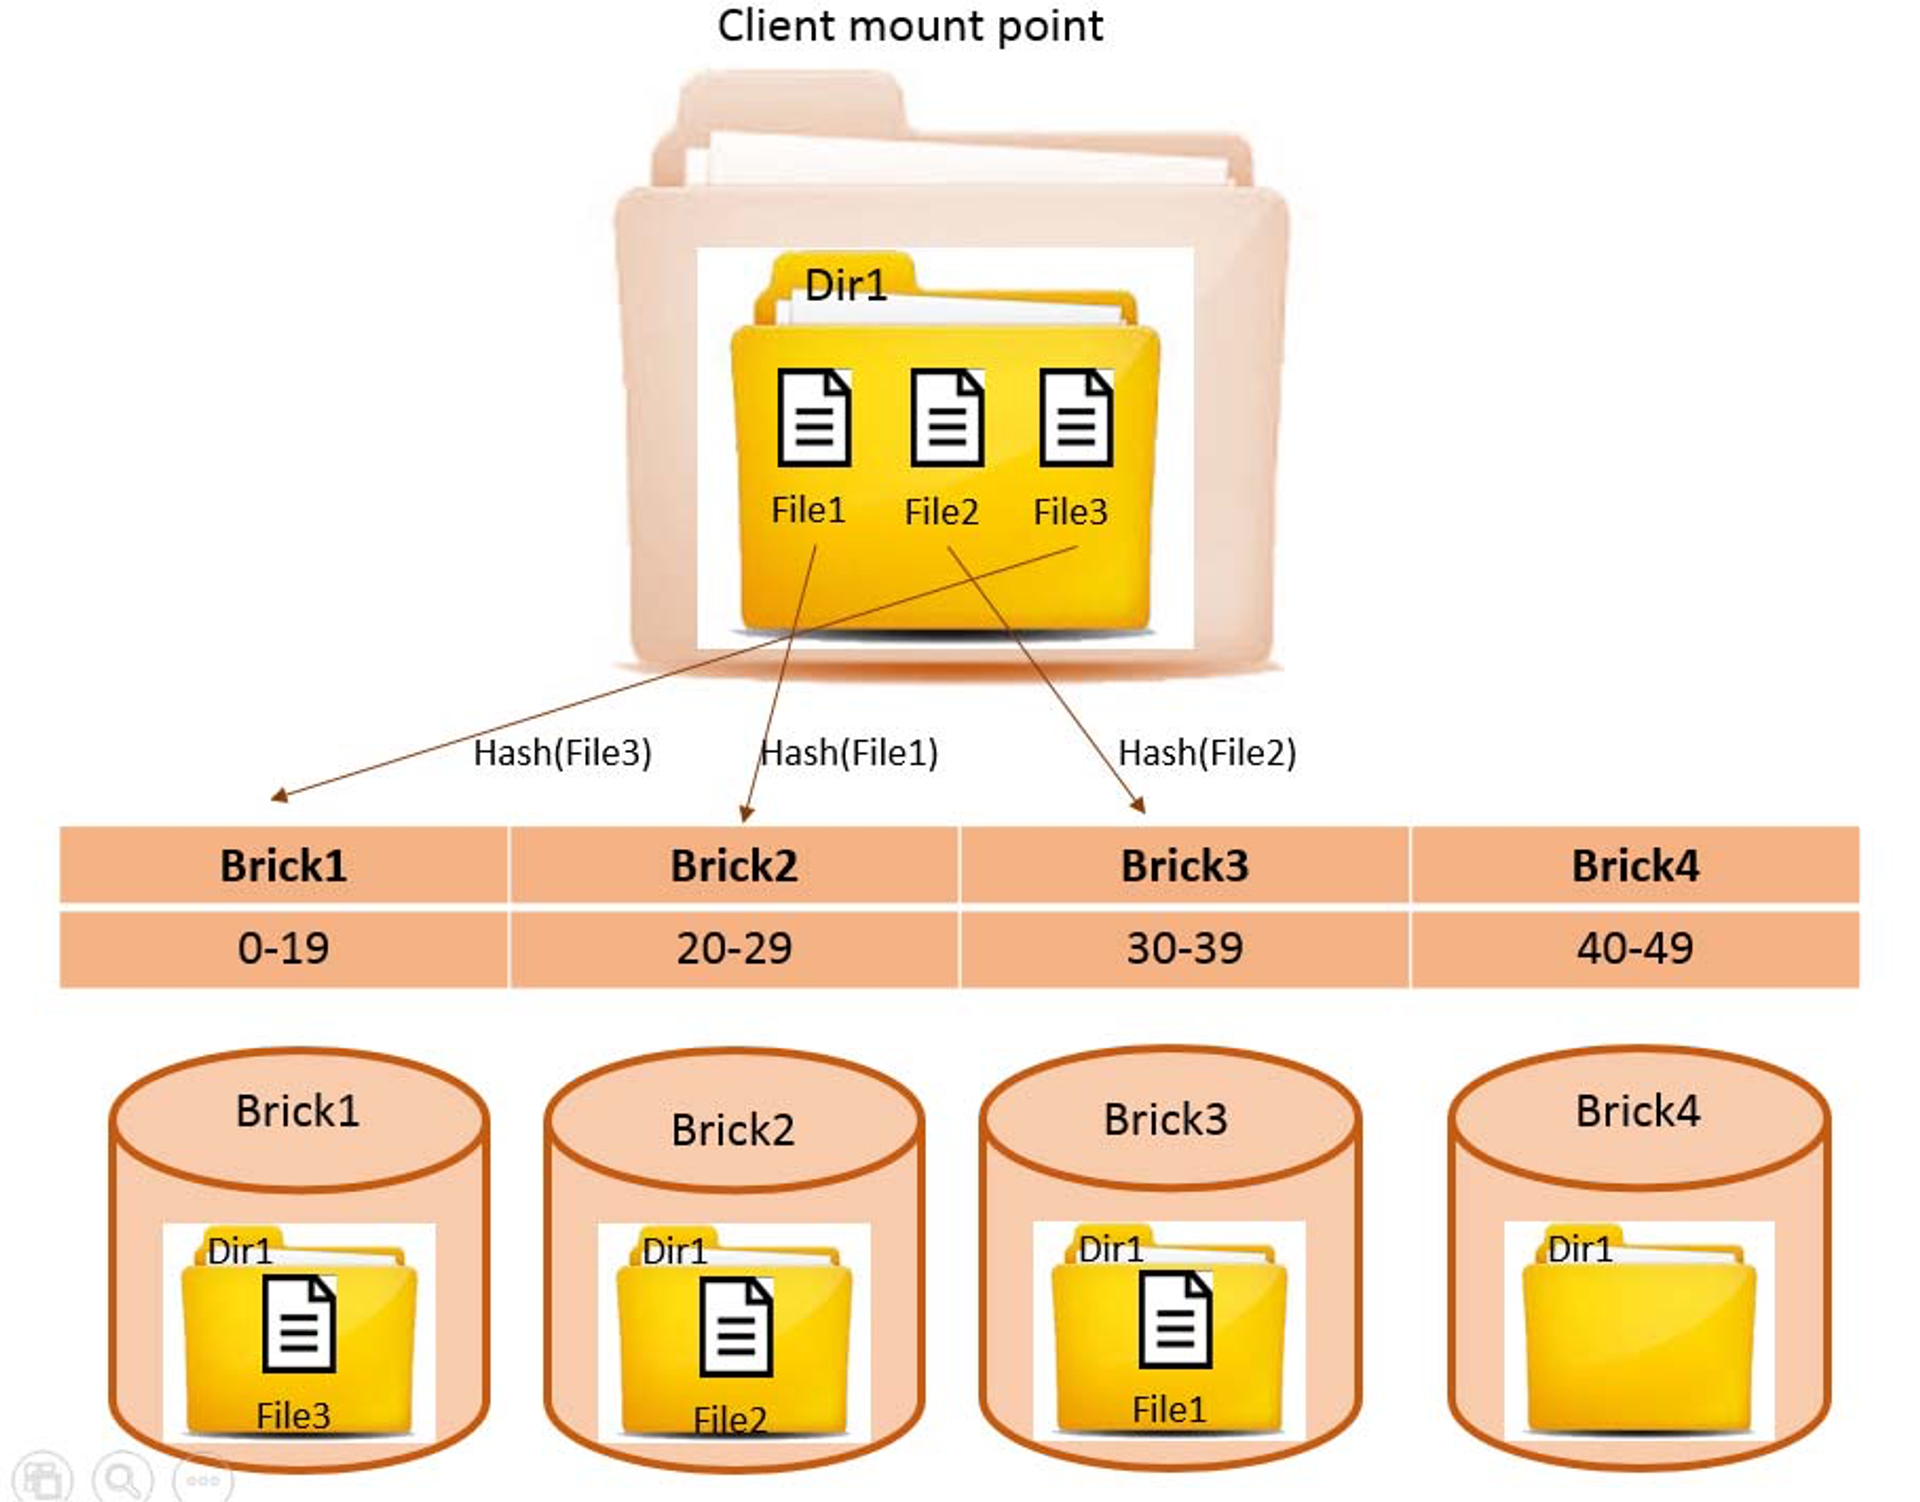 Client mount point
Dir1
File1 File2 File3
Hash(File3) Hash(File1) Hash(File2)
Brick1 Brick2 Brick3 Brick4
0-19 20-29 30-39 40-49
Brick1 Brick2 Brick3 Brick4
Dir1 Dir1 Dir1 Dir1
File3 File2 File1